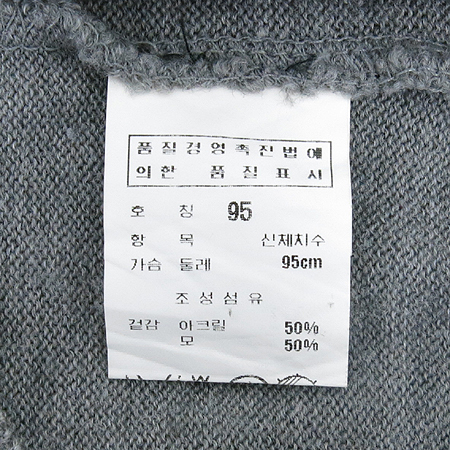 품질경영촉진법에
의한 품질표시
호 칭 95
항 목 신체치수
가슴 둘레 95cm
조성섬유
겉감 아크릴 50%
모 50%